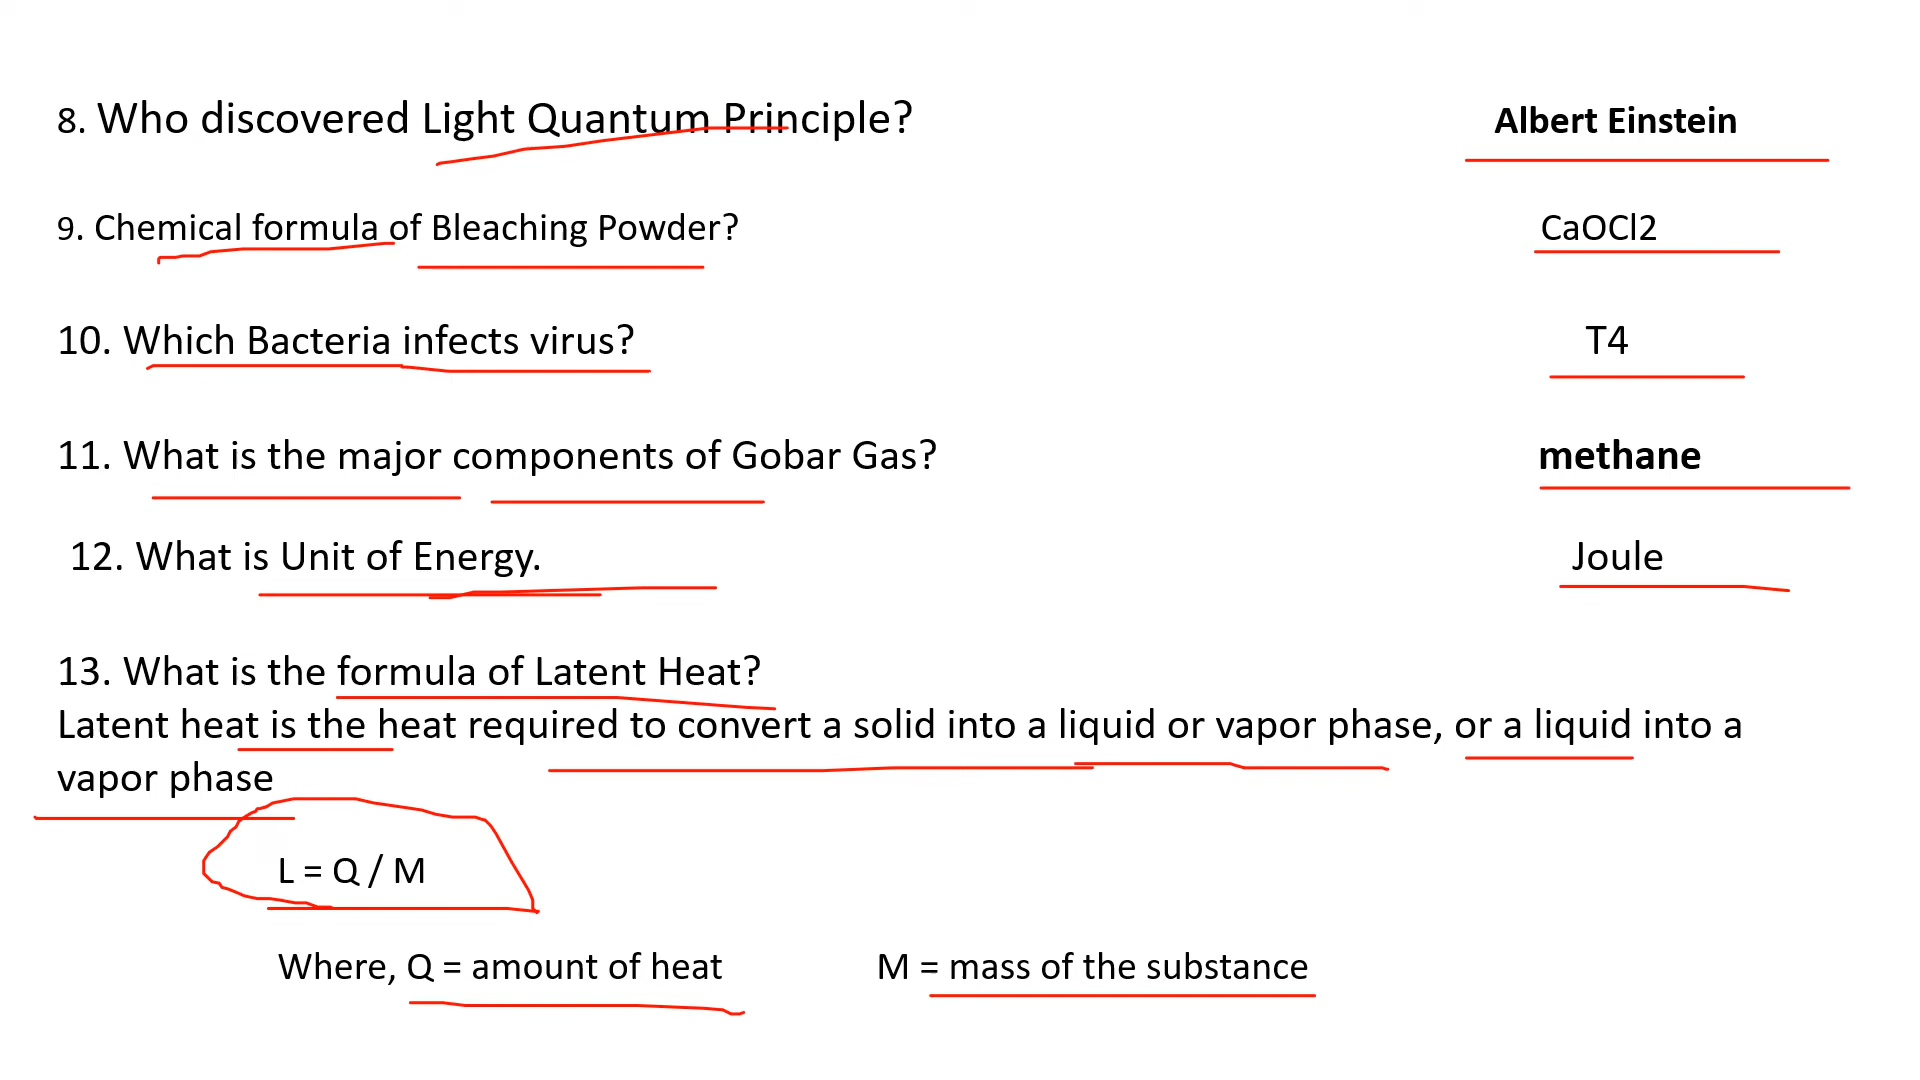 8. Who discovered Light Quantum Principle? Albert Einstein
9. Chemical formula of Bleaching Powder? CaOCl2
10. Which Bacteria infects virus? T4
11. What is the major components of Gobar Gas? methane
12. What is Unit of Energy. Joule
13. What is the formula of Latent Heat?
Latent heat is the heat required to convert a solid into a liquid or vapor phase, or a liquid into a
vapor phase
L = Q / M
Where, Q = amount of heat M = mass of the substance